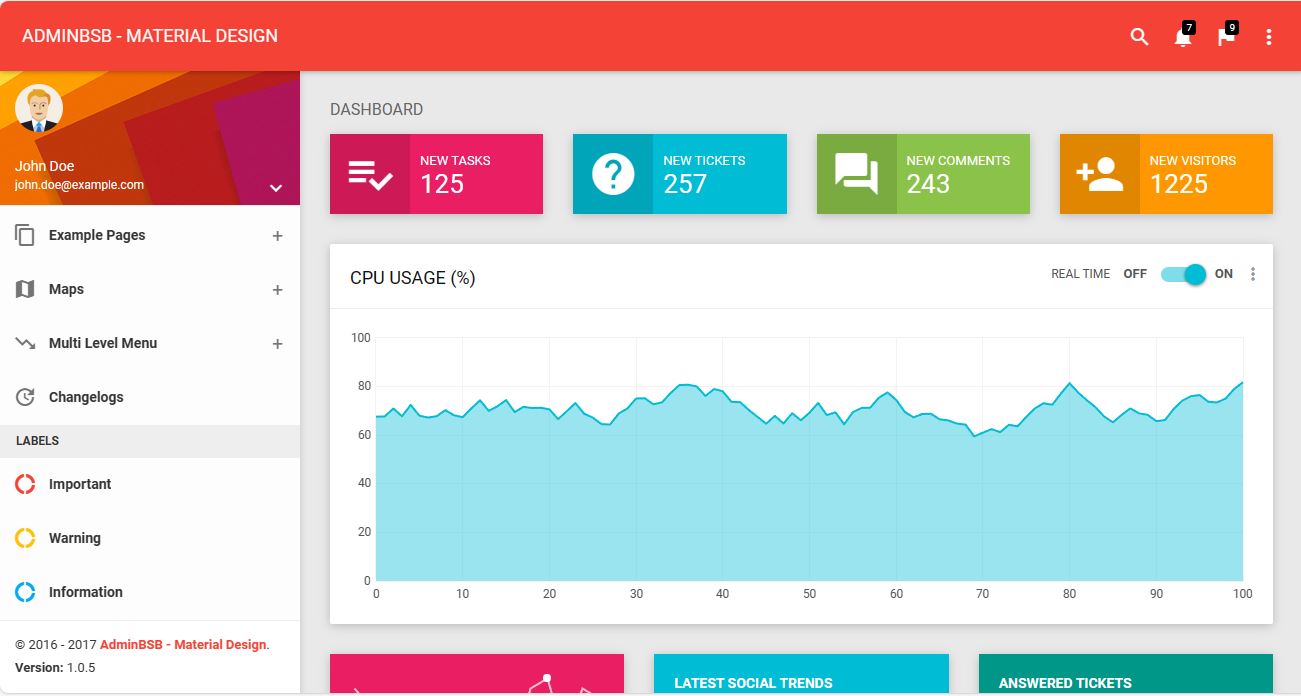 ADMINBSB - MATERIAL DESIGN
7
9
John Doe
john.doe@example.com
Example Pages +
Maps +
Multi Level Menu +
Changelogs
LABELS
Important
Warning
Information
© 2016 - 2017 AdminBSB - Material Design.
Version: 1.0.5
DASHBOARD
NEW TASKS
125
NEW TICKETS
257
NEW COMMENTS
243
NEW VISITORS
1225
CPU USAGE (%)
REAL TIME OFF ON
100
80
60
40
20
0
0 10 20 30 40 50 60 70 80 90 100
LATEST SOCIAL TRENDS
ANSWERED TICKETS